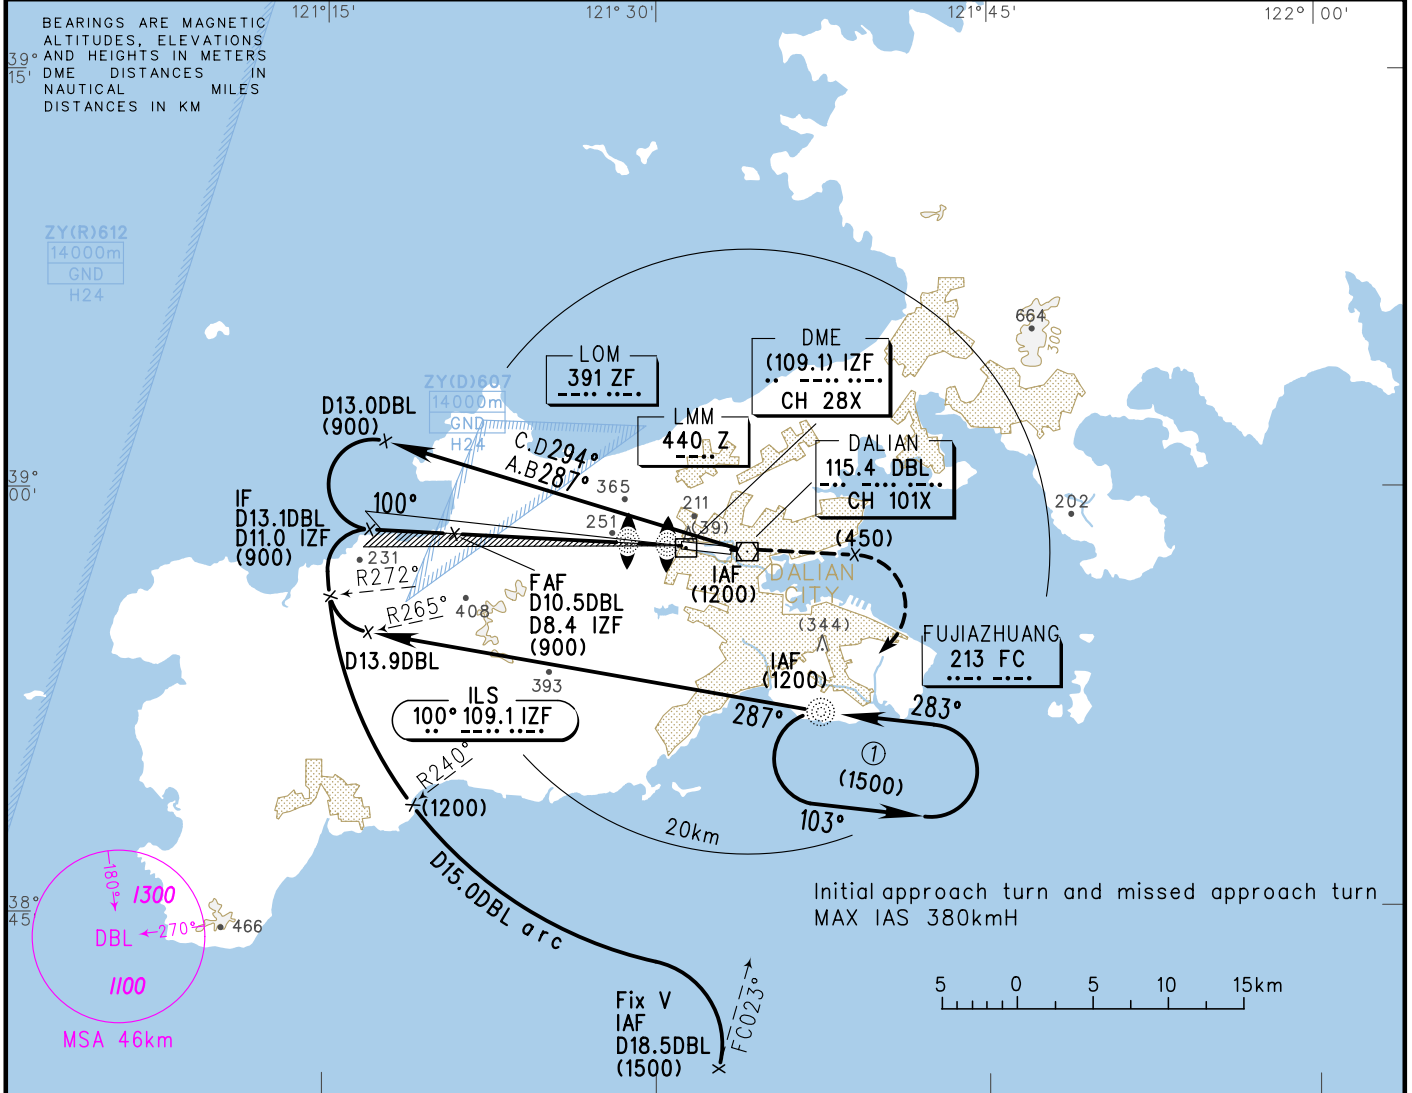 121° 15'
121° 30'
121° 45'
122° 00'
BEARINGS ARE MAGNETIC
ALTITUDES, ELEVATIONS
AND HEIGHTS IN METERS
DME DISTANCES IN
NAUTICAL MILES
DISTANCES IN KM
39°
15'
ZY(R)612
14000m
GND
H24
664
300
DME
(109.1) IZF
CH 28X
LOM
391 ZF
ZY(D)607
14000m
GND
H24
D13.0DBL
(900)
LMM
440 Z
C.D294°
A.B287°
DALIAN
115.4 DBL
CH 101X
39°
00'
365
211
202
100°
IF
D13.1DBL
D11.0 IZF
(900)
251
(39)
(450)
231
R272°
IAF
(1200)
DALIAN
CITY
FAF
D10.5DBL
D8.4 IZF
(900)
R265°
408
(344)
FUJIAZHUANG
213 FC
D13.9DBL
IAF
(1200)
393
ILS
100° 109.1 IZF
287°
283°
1
(1500)
R240°
(1200)
103°
20km
D15.0DBL arc
38°
45'
180°
1300
DBL
270°
1100
466
MSA 46km
Initial approach turn and missed approach turn
MAX IAS 380kmH
5 0 5 10 15km
Fix V
IAF
D18.5DBL
(1500)
FC023°